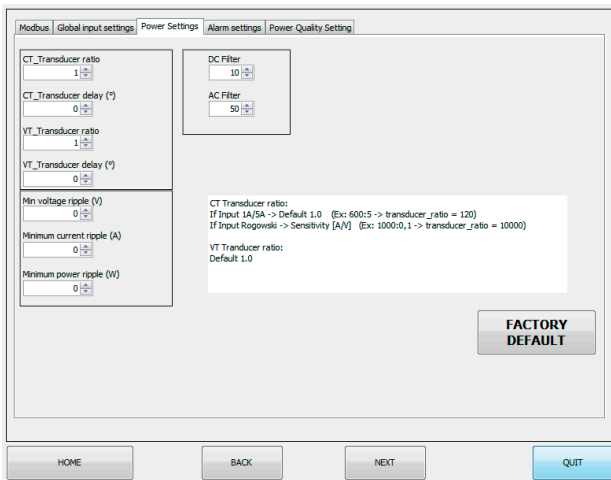 Modbus
Global input settings
Power Settings
Alarm settings
Power Quality Setting
CT_Transducer ratio
1
CT_Transducer delay (º)
0
VT_Transducer ratio
1
VT_Transducer delay (º)
0
Min voltage ripple (V)
0
Minimum current ripple (A)
0
Minimum power ripple (W)
0
DC Filter
10
AC Filter
50
CT Transducer ratio:
If Input 1A/5A -> Default 1.0 (Ex: 600:5 -> transducer_ratio = 120)
If Input Rogowski -> Sensitivity [A/V] (Ex: 1000:0,1 -> transducer_ratio = 10000)
VT Tranducer ratio:
Default 1.0
FACTORY
DEFAULT
HOME
BACK
NEXT
QUIT